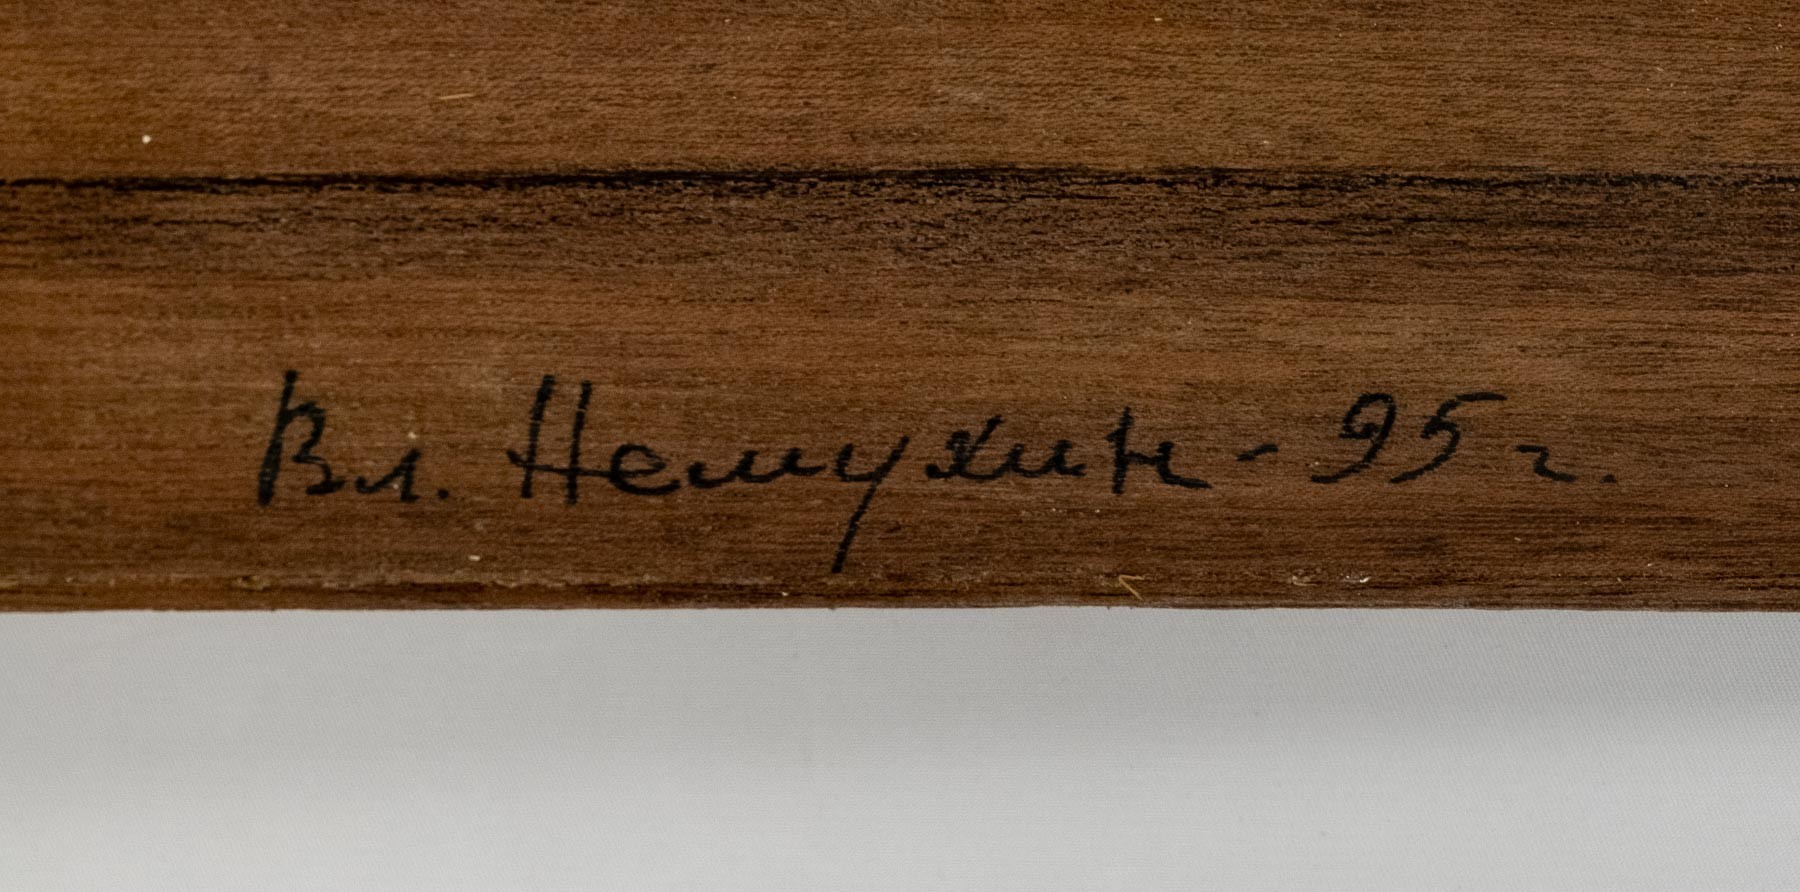 Вл. Немухин - 95 г.